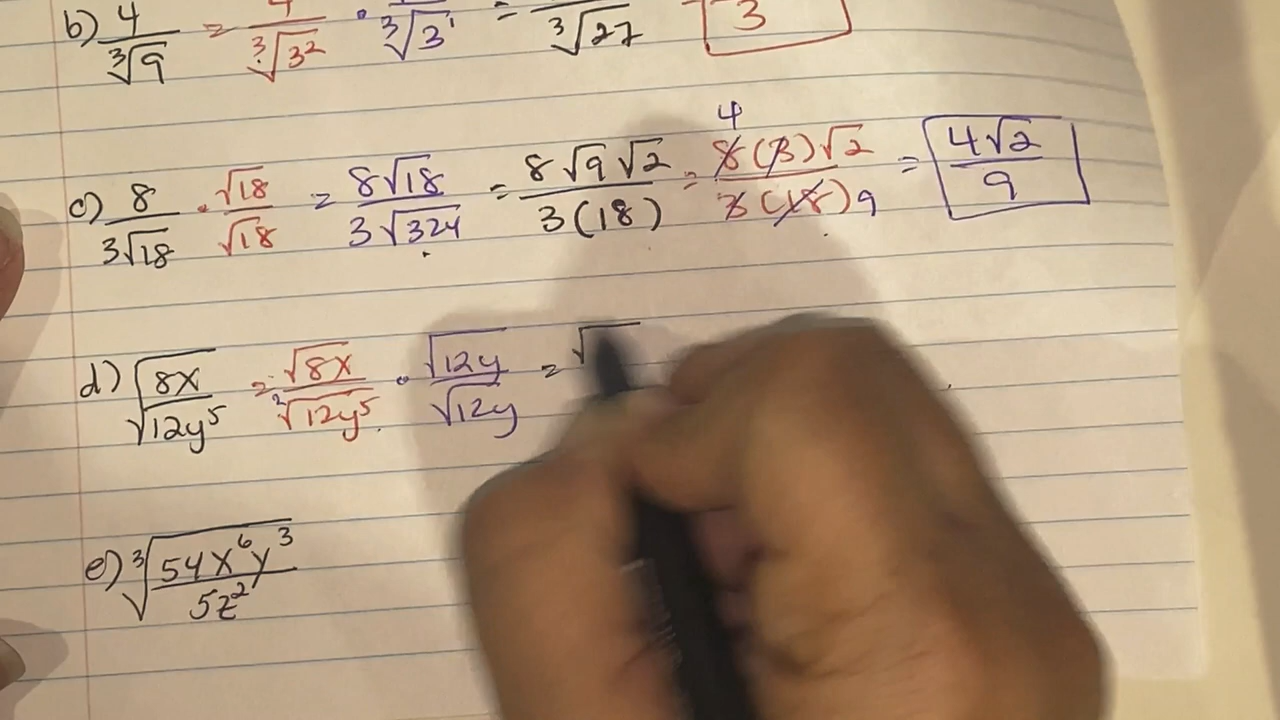 b) 4/∛9 = 4/∛3² · /∛3¹ = /∛27 3
c) 8/3√18 · √18/√18 = 8√18/3√324 = 8√9√2/3(18) = 4 8(3)√2/3(18) 9 = 4√2/9
d) √8x/√12y⁵ = √8x/²√12y⁵ · √12y/√12y = √
e) ∛54x⁶y³/5z²